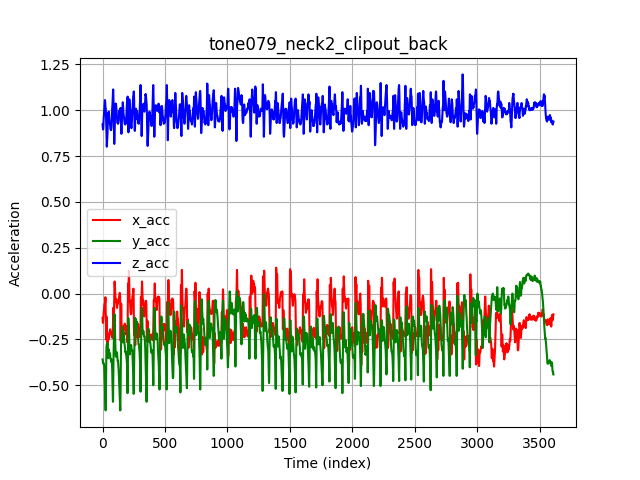 tone079_neck2_clipout_back
1.25
1.00
0.75
0.50
0.25
0.00
−0.25
−0.50
Acceleration
x_acc
y_acc
z_acc
0 500 1000 1500 2000 2500 3000 3500
Time (index)